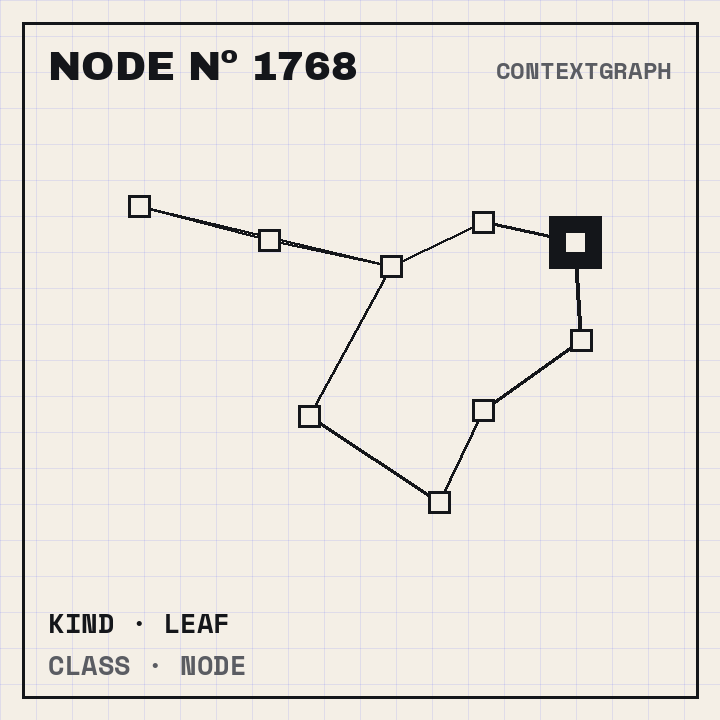 NODE Nº 1768
CONTEXTGRAPH
KIND · LEAF
CLASS · NODE